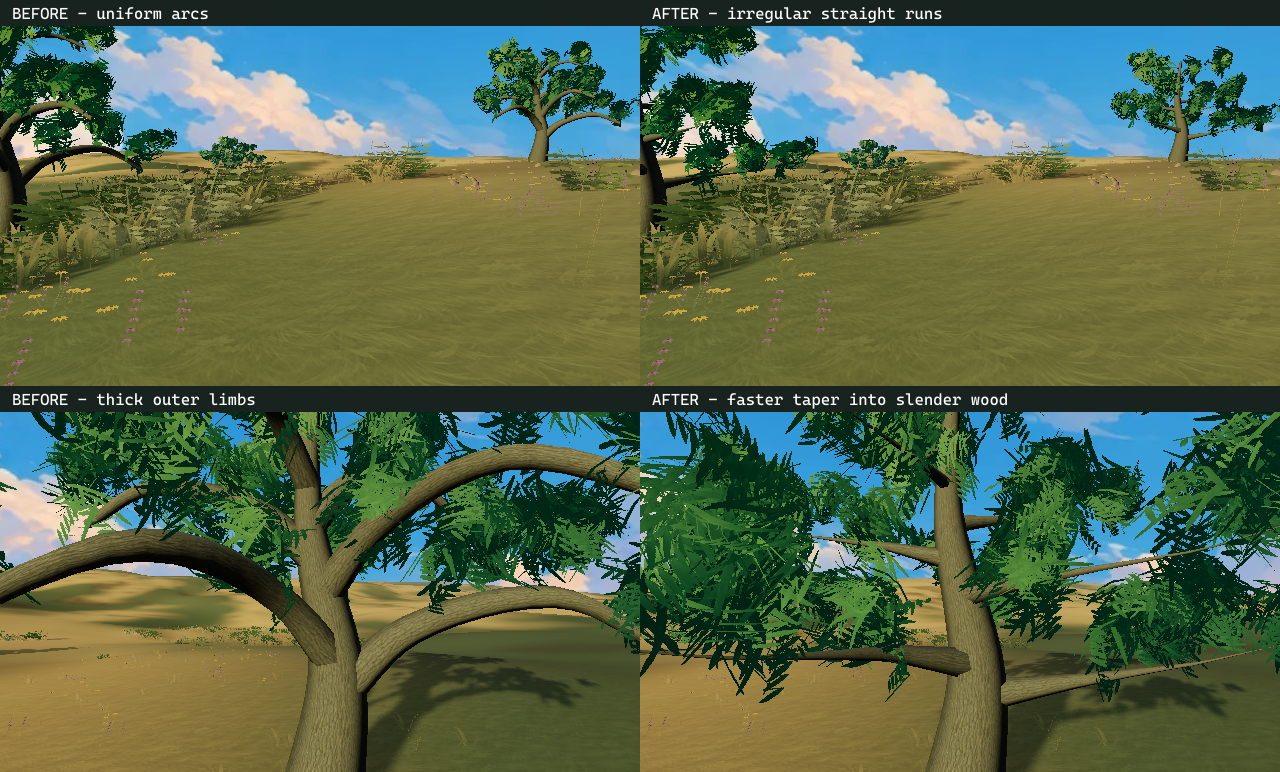 BEFORE – uniform arcs
AFTER – irregular straight runs
BEFORE – thick outer limbs
AFTER – faster taper into slender wood